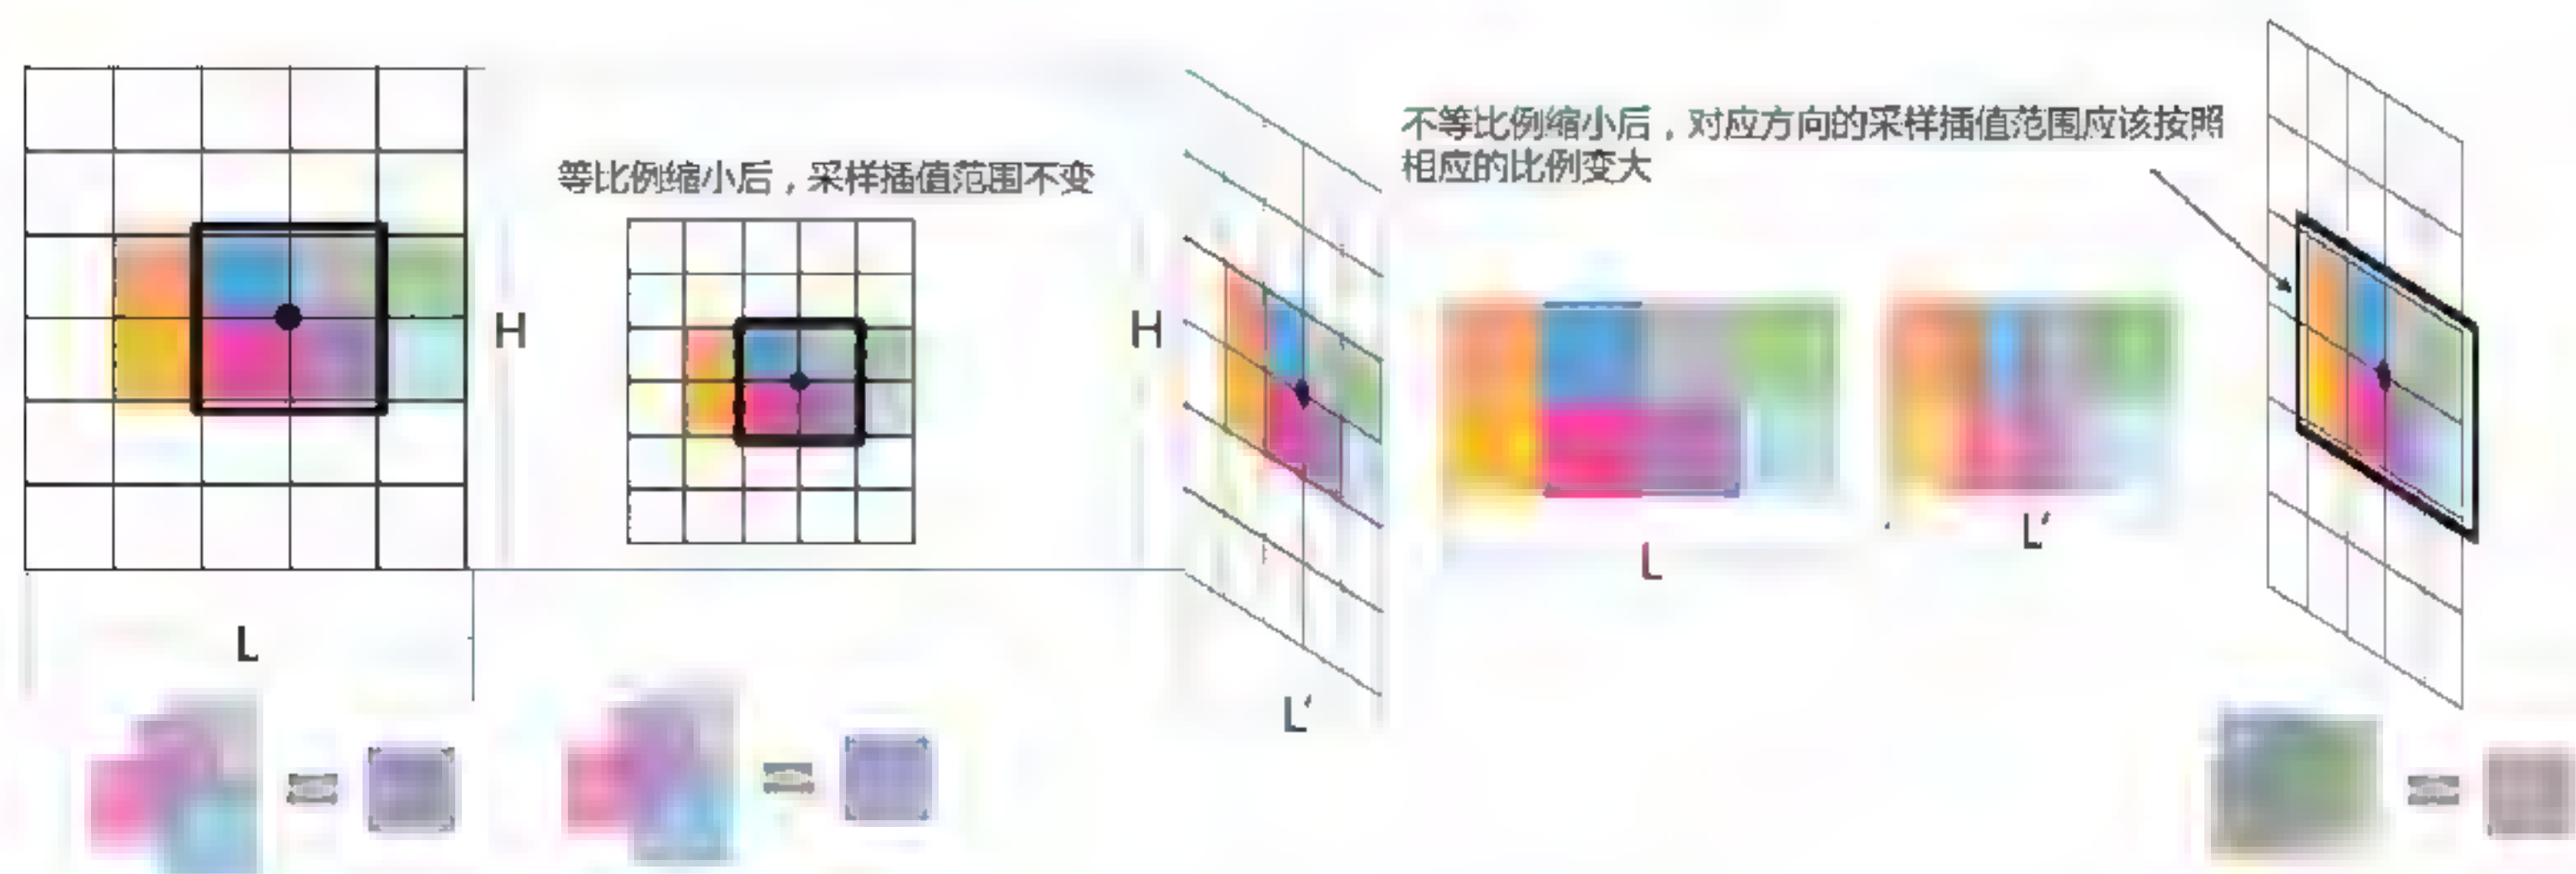 等比例缩小后，采样插值范围不变
不等比例缩小后，对应方向的采样插值范围应该按照
相应的比例变大
H
H
L
L′
L
L′